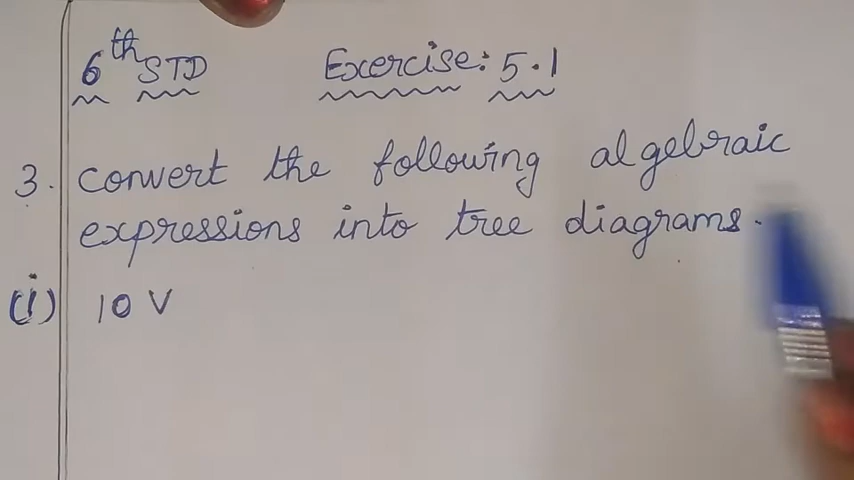 6th STD Exercise: 5.1
3. convert the following algebraic
expressions into tree diagrams.
(i) 10 V